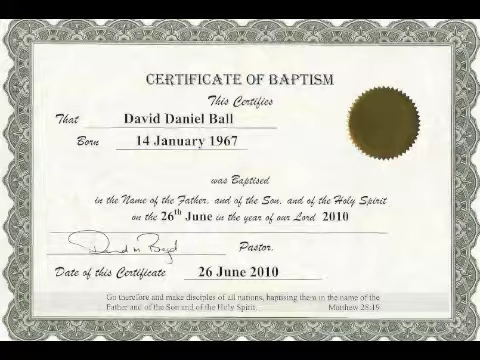 CERTIFICATE OF BAPTISM
This Certifies
That David Daniel Ball
Born 14 January 1967
was Baptised
in the Name of the Father, and of the Son, and of the Holy Spirit
on the 26th June in the year of our Lord 2010
Pastor.
Date of this Certificate 26 June 2010
Go therefore and make disciples of all nations, baptising them in the name of the
Father and of the Son and of the Holy Spirit. Matthew 28:19